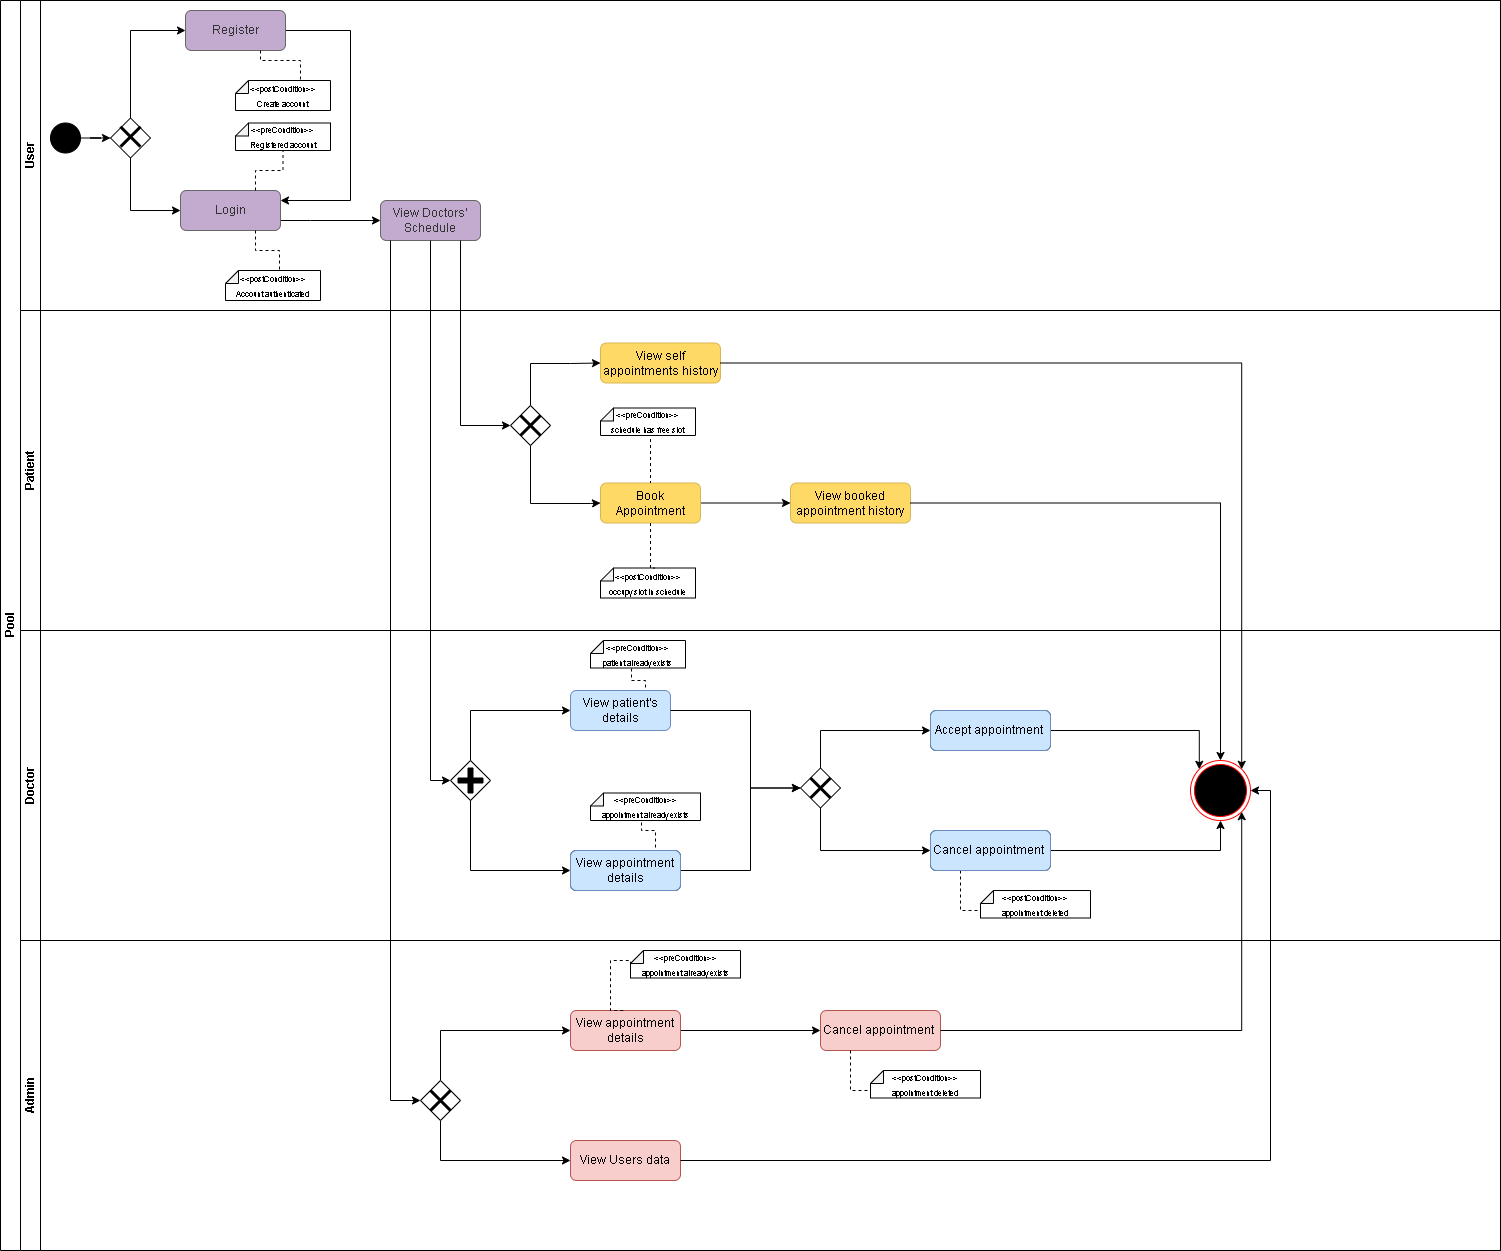 Pool
User
Register
<<postCondition>>
Create account
<<preCondition>>
Registered account
Login
View Doctors'
Schedule
<<postCondition>>
Account authenticated
Patient
View self
appointments history
<<preCondition>>
schedule has free slot
Book
Appointment
View booked
appointment history
<<postCondition>>
occupy slot in schedule
Doctor
<<preCondition>>
patient already exists
View patient's
details
Accept appointment
<<preCondition>>
appointment already exists
View appointment
details
Cancel appointment
<<postCondition>>
appointment deleted
Admin
<<preCondition>>
appointment already exists
View appointment
details
Cancel appointment
<<postCondition>>
appointment deleted
View Users data